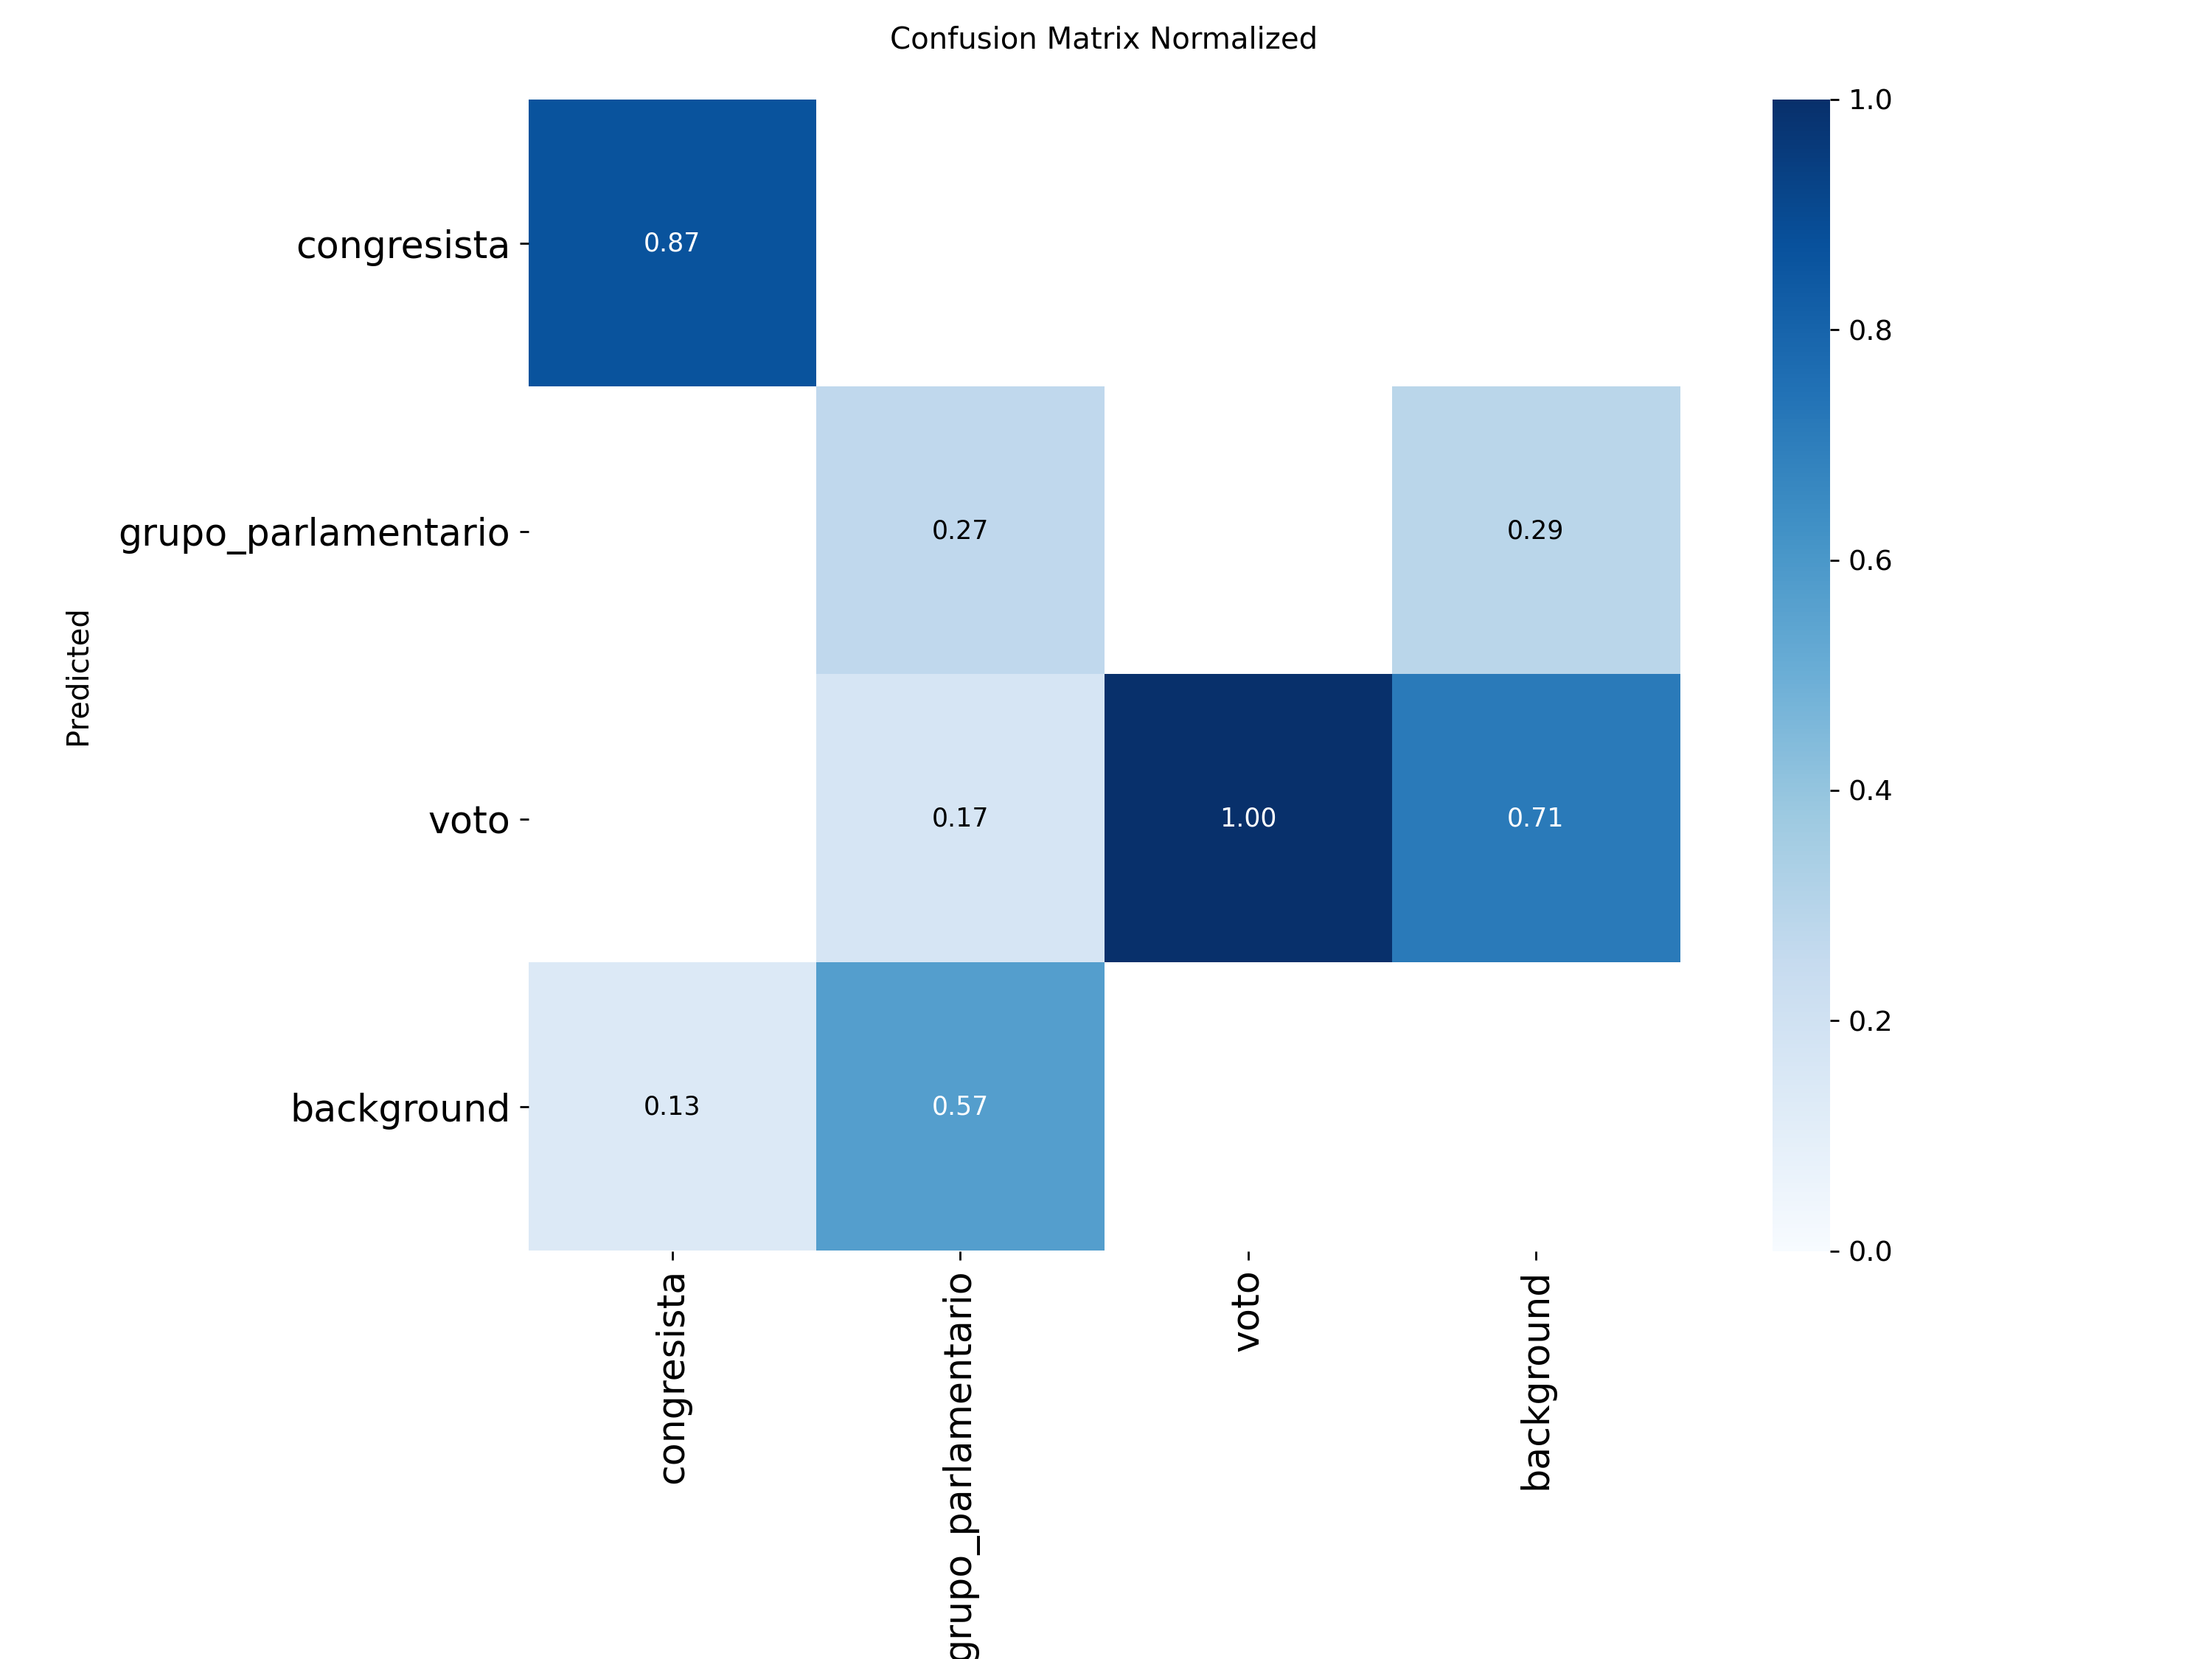 Confusion Matrix Normalized
1.0
congresista
0.87
0.8
grupo_parlamentario
0.27
0.29
0.6
Predicted
0.4
voto
0.17
1.00
0.71
0.2
background
0.13
0.57
0.0
congresista
grupo_parlamentario
voto
background